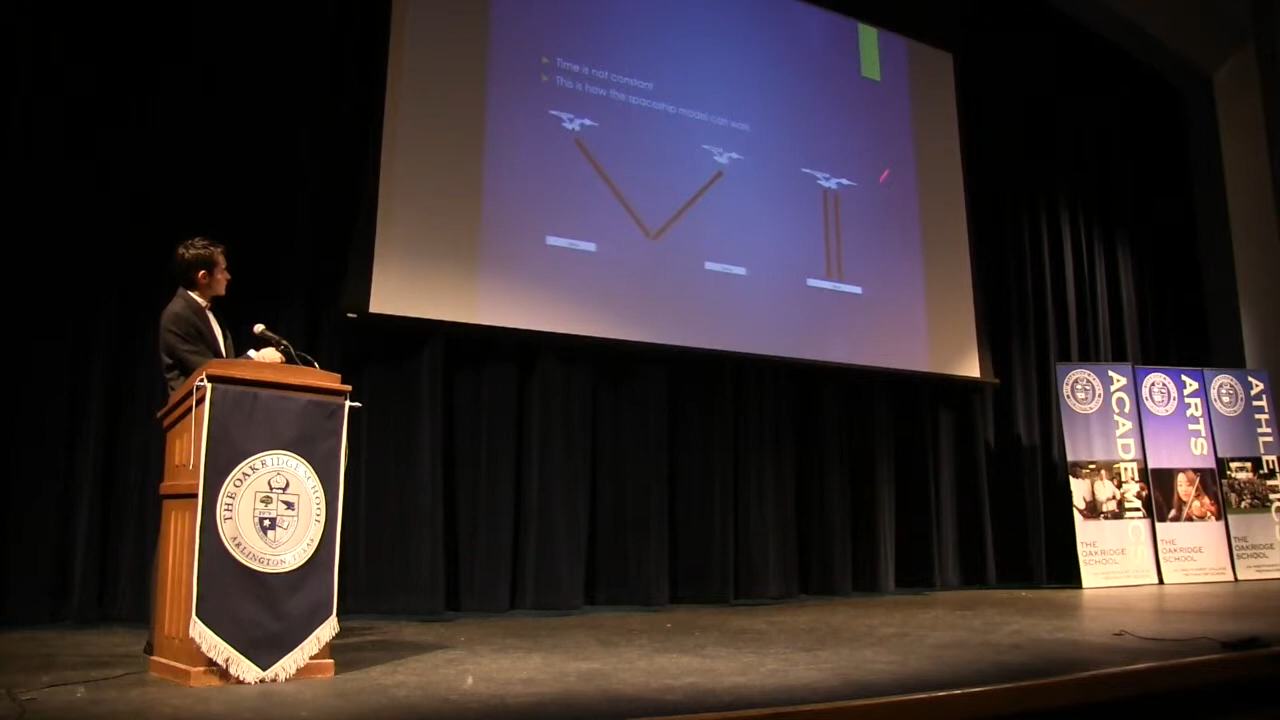 Time is not constant
This is how the spaceship model can work
THE OAKRIDGE SCHOOL
1979
ARLINGTON, TEXAS
ACADEMICS
THE
OAKRIDGE
SCHOOL
ARTS
THE
OAKRIDGE
SCHOOL
ATHLETICS
THE
OAKRIDGE
SCHOOL